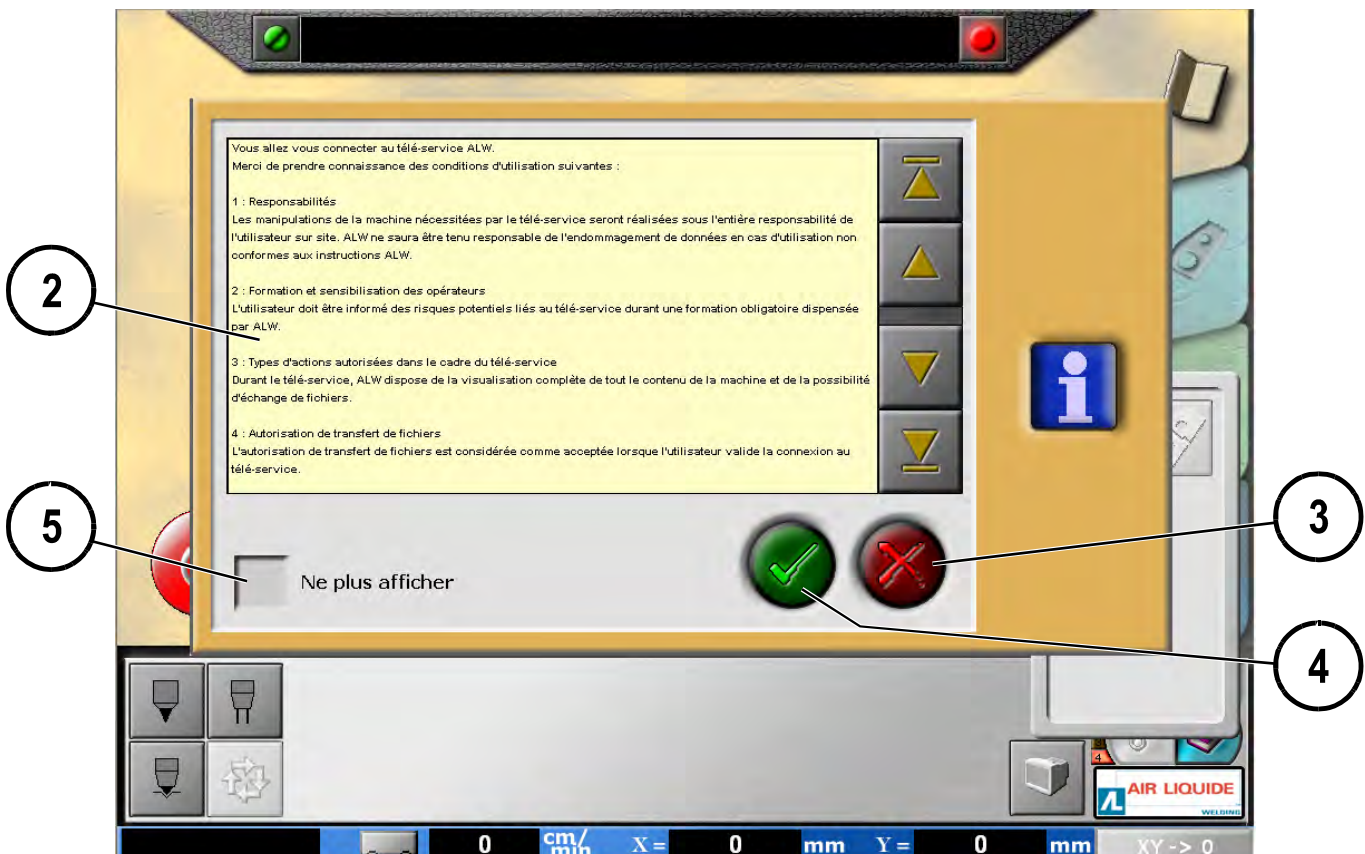 Vous allez vous connecter au télé-service ALW.
Merci de prendre connaissance des conditions d'utilisation suivantes :
1 : Responsabilités
Les manipulations de la machine nécessitées par le télé-service seront réalisées sous l'entière responsabilité de
l'utilisateur sur site. ALW ne saura être tenu responsable de l'endommagement de données en cas d'utilisation non
conformes aux instructions ALW.
2 : Formation et sensibilisation des opérateurs
L'utilisateur doit être informé des risques potentiels liés au télé-service durant une formation obligatoire dispensée
par ALW.
3 : Types d'actions autorisées dans le cadre du télé-service
Durant le télé-service, ALW dispose de la visualisation complète de tout le contenu de la machine et de la possibilité
d'échange de fichiers.
4 : Autorisation de transfert de fichiers
L'autorisation de transfert de fichiers est considérée comme acceptée lorsque l'utilisateur valide la connexion au
télé-service.
Ne plus afficher
2
5
3
4
i
4
AIR LIQUIDE
WELDING
0 cm/min X = 0 mm Y = 0 mm XY -> 0